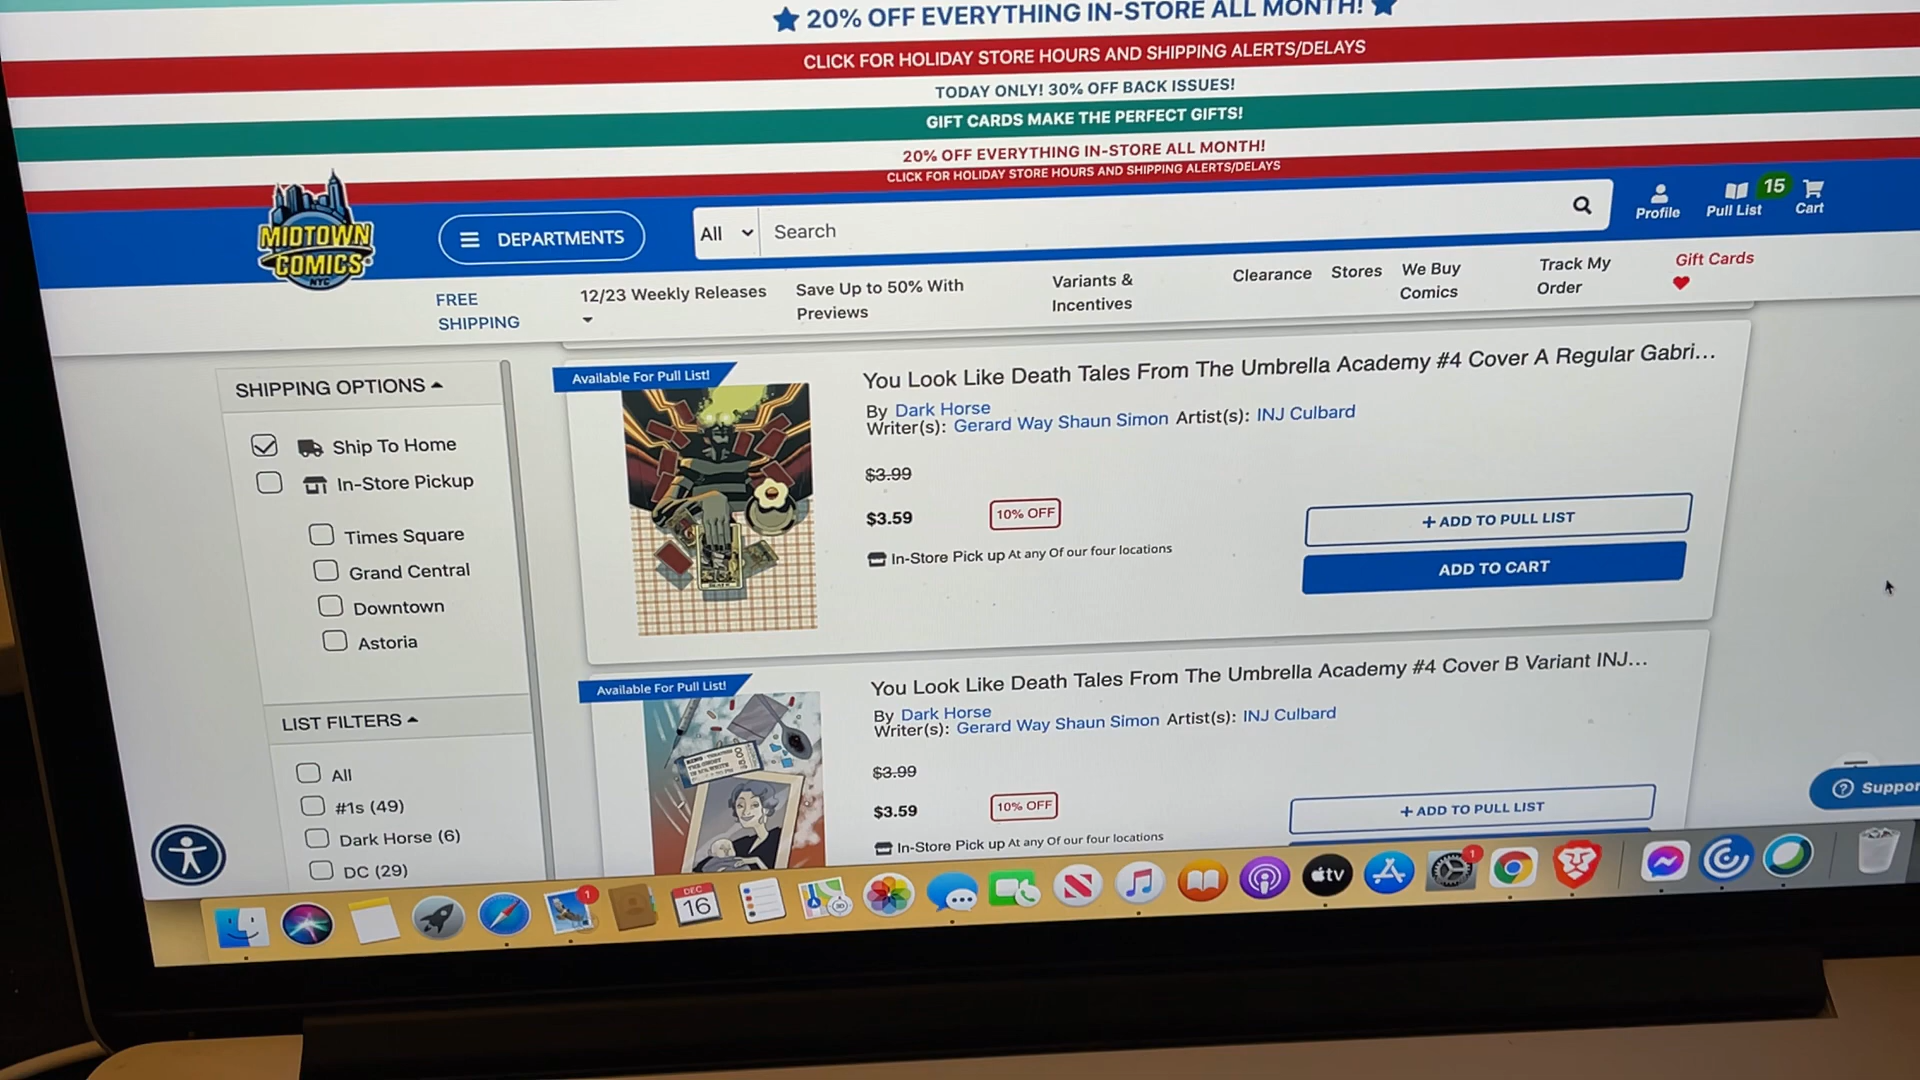 20% OFF EVERYTHING IN-STORE ALL MONTH!
CLICK FOR HOLIDAY STORE HOURS AND SHIPPING ALERTS/DELAYS
TODAY ONLY! 30% OFF BACK ISSUES!
GIFT CARDS MAKE THE PERFECT GIFTS!
20% OFF EVERYTHING IN-STORE ALL MONTH!
CLICK FOR HOLIDAY STORE HOURS AND SHIPPING ALERTS/DELAYS
MIDTOWN
COMICS
NYC
DEPARTMENTS
All
Search
Profile
Pull List
15
Cart
FREE
SHIPPING
12/23 Weekly Releases
Save Up to 50% With
Previews
Variants &
Incentives
Clearance
Stores
We Buy
Comics
Track My
Order
Gift Cards
SHIPPING OPTIONS
Ship To Home
In-Store Pickup
Times Square
Grand Central
Downtown
Astoria
LIST FILTERS
All
#1s (49)
Dark Horse (6)
DC (29)
Available For Pull List!
You Look Like Death Tales From The Umbrella Academy #4 Cover A Regular Gabri...
By Dark Horse
Writer(s): Gerard Way Shaun Simon Artist(s): INJ Culbard
$3.99
$3.59
10% OFF
In-Store Pick up At any Of our four locations
+ ADD TO PULL LIST
ADD TO CART
Available For Pull List!
You Look Like Death Tales From The Umbrella Academy #4 Cover B Variant INJ...
By Dark Horse
Writer(s): Gerard Way Shaun Simon Artist(s): INJ Culbard
$3.99
$3.59
10% OFF
In-Store Pick up At any Of our four locations
+ ADD TO PULL LIST
Suppor
1
DEC
16
3D
tv
1